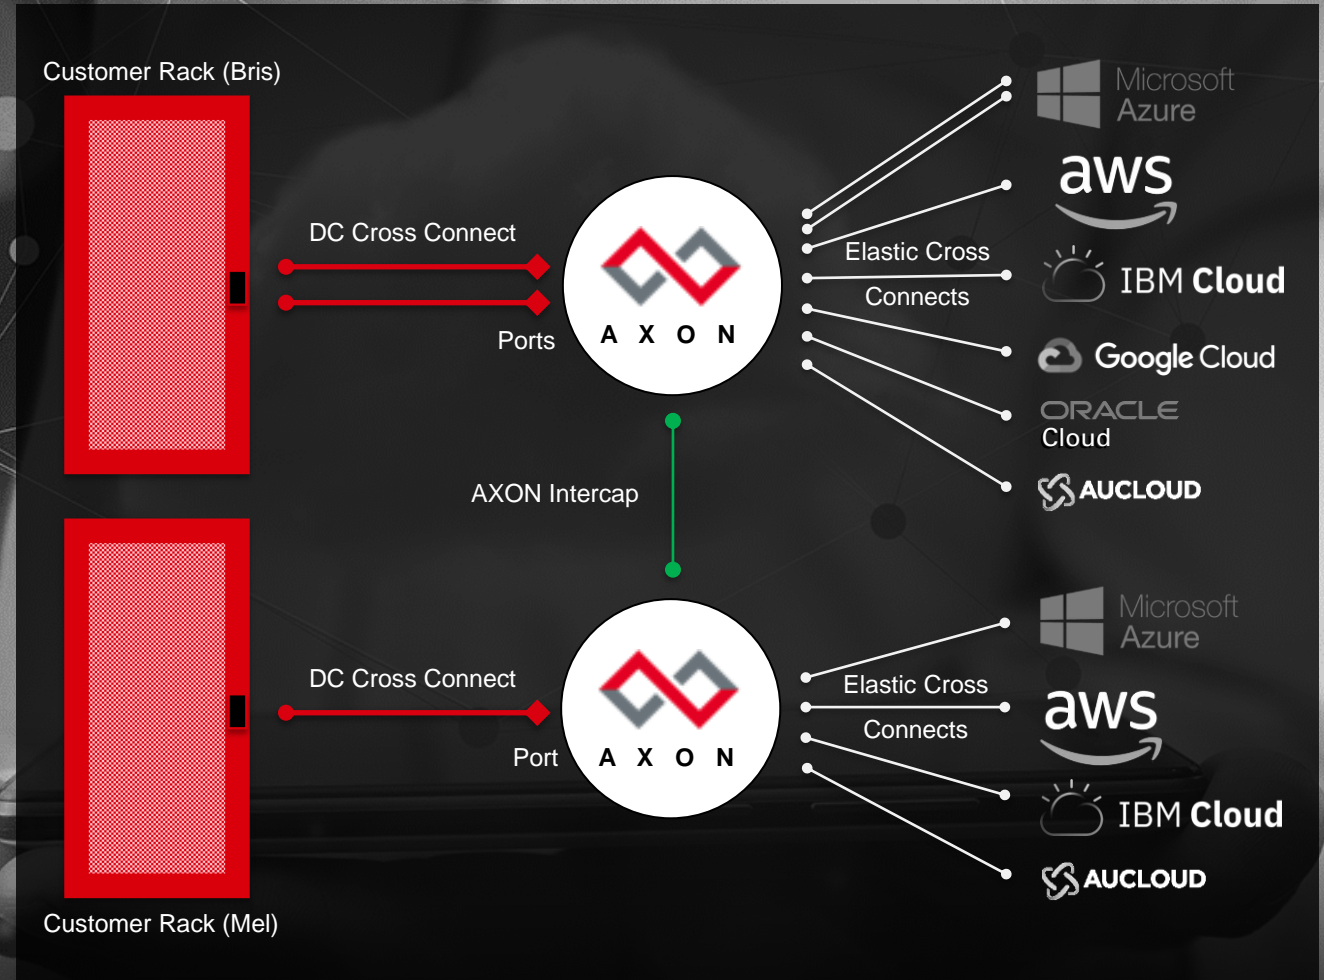 Customer Rack (Bris)
DC Cross Connect
Ports
AXON
Elastic Cross
Connects
Microsoft
Azure
aws
IBM Cloud
Google Cloud
ORACLE
Cloud
AUCLOUD
AXON Intercap
DC Cross Connect
Port
AXON
Elastic Cross
Connects
Microsoft
Azure
aws
IBM Cloud
AUCLOUD
Customer Rack (Mel)